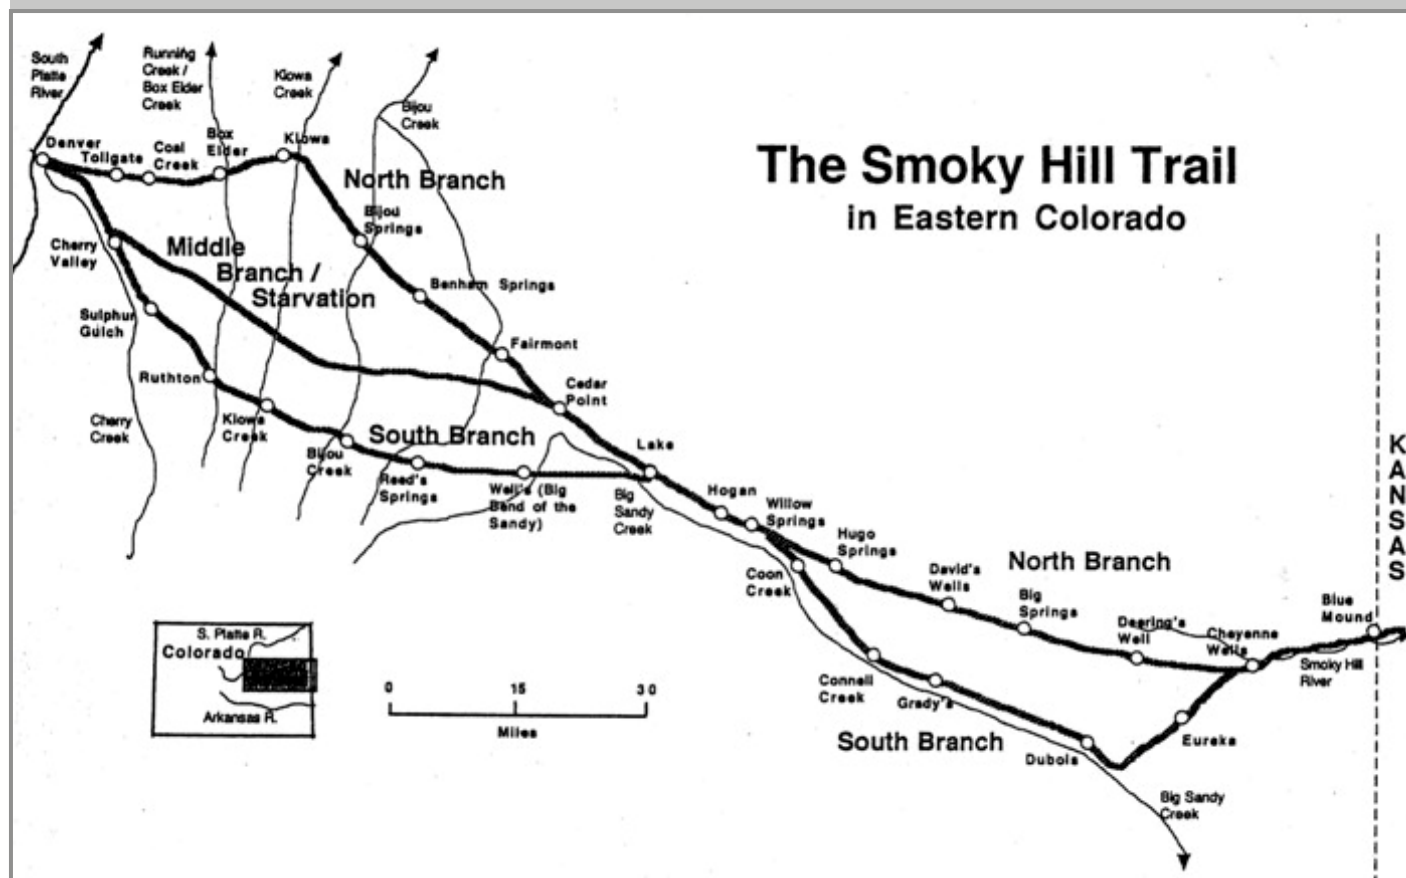 The Smoky Hill Trail
in Eastern Colorado
South
Platte
River
Running
Creek /
Box Elder
Creek
Kiowa
Creek
Bijou
Creek
Denver
Tollgate
Coal
Creek
Box
Elder
Kiowa
North Branch
Bijou
Springs
Cherry
Valley
Middle
Branch /
Starvation
Benham Springs
Sulphur
Gulch
Fairmont
Ruthton
Cedar
Point
Cherry
Creek
Kiowa
Creek
South Branch
Bijou
Creek
Reed's
Springs
Well's (Big
Bend of the
Sandy)
Lake
Big
Sandy
Creek
Hogan
Willow
Springs
Hugo
Springs
Coon
Creek
David's
Wells
North Branch
Big
Springs
Deering's
Well
Cheyenne
Wells
Blue
Mound
Smoky Hill
River
KANSAS
Connell
Creek
Grady's
South Branch
Dubois
Eureka
Big Sandy
Creek
S. Platte R.
Colorado
Arkansas R.
0 15 30
Miles